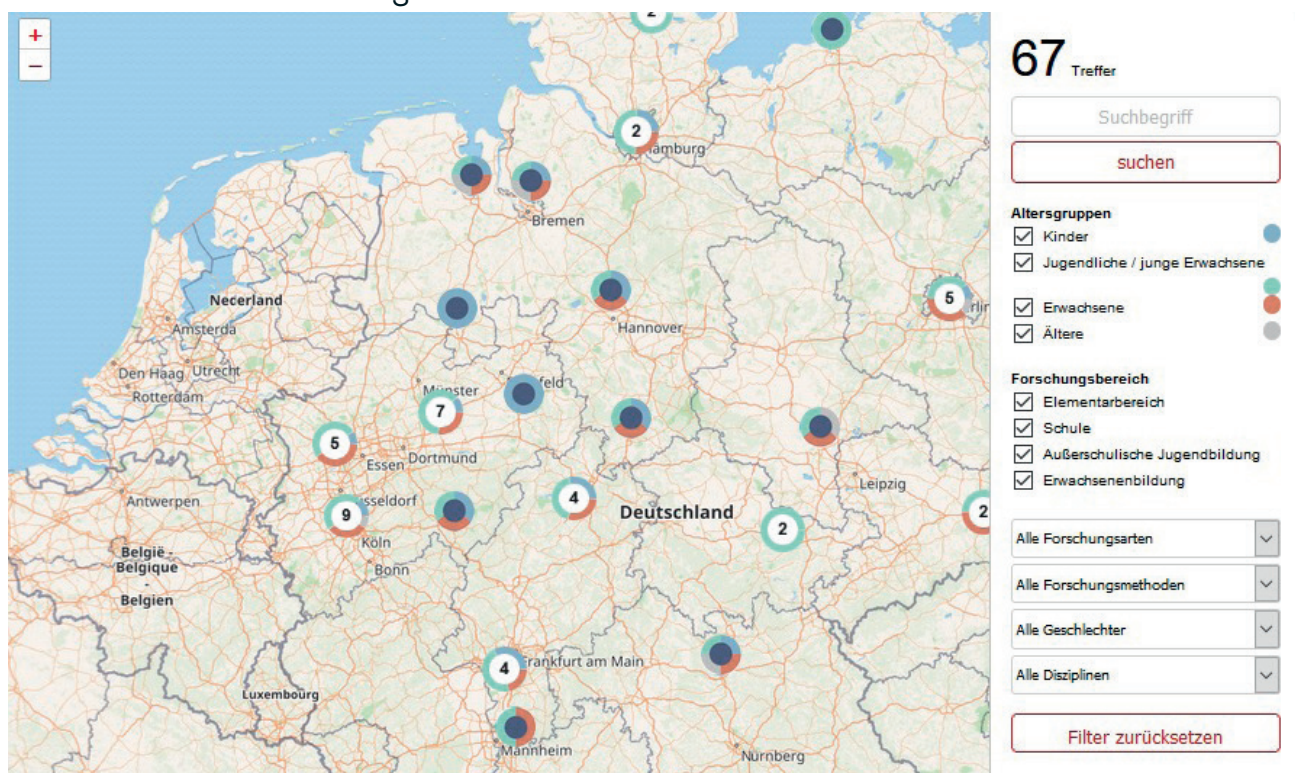 2
+
−
67 Treffer
Suchbegriff
2
suchen
Bremen
Altersgruppen
Kinder
Jugendliche / junge Erwachsene
Nederland
5
Erwachsene
Amsterda
Hannover
Ältere
Den Haag
Utrecht
Rotterdam
Forschungsbereich
Elementarbereich
7
Schule
5
Essen
Dortmund
Außerschulische Jugendbildung
Leipzig
Erwachsenenbildung
Antwerpen
4
Deutschland
2
9
2
Köln
Alle Forschungsarten
België -
Belgique
-
Belgien
Bonn
Alle Forschungsmethoden
Alle Geschlechter
4
Frankfurt am Main
Alle Disziplinen
Luxembourg
Mannheim
Nürnberg
Filter zurücksetzen